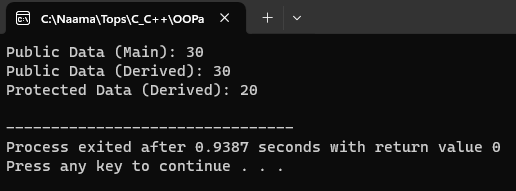 C:\Naama\Tops\C_C++\OOPa
Public Data (Main): 30
Public Data (Derived): 30
Protected Data (Derived): 20
--------------------------------
Process exited after 0.9387 seconds with return value 0
Press any key to continue . . .